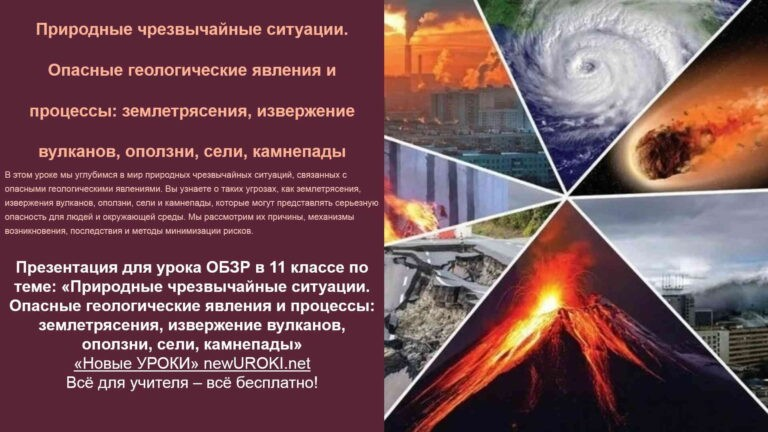 Природные чрезвычайные ситуации.
Опасные геологические явления и
процессы: землетрясения, извержение
вулканов, оползни, сели, камнепады
В этом уроке мы углубимся в мир природных чрезвычайных ситуаций, связанных с
опасными геологическими явлениями. Вы узнаете о таких угрозах, как землетрясения,
извержения вулканов, оползни, сели и камнепады, которые могут представлять серьезную
опасность для людей и окружающей среды. Мы рассмотрим их причины, механизмы
возникновения, последствия и методы минимизации рисков.
Презентация для урока ОБЗР в 11 классе по
теме: «Природные чрезвычайные ситуации.
Опасные геологические явления и процессы:
землетрясения, извержение вулканов,
оползни, сели, камнепады»
«Новые УРОКИ» newUROKI.net
Всё для учителя – всё бесплатно!